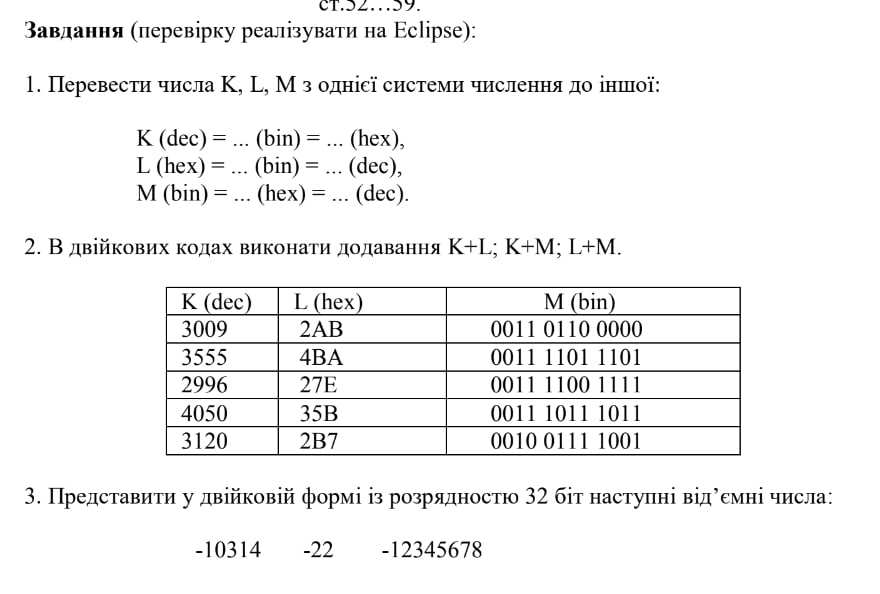 ст.52...59.
Завдання (перевірку реалізувати на Eclipse):
1. Перевести числа K, L, M з однієї системи числення до іншої:
K (dec) = ... (bin) = ... (hex),
L (hex) = ... (bin) = ... (dec),
M (bin) = ... (hex) = ... (dec).
2. В двійкових кодах виконати додавання K+L; K+M; L+M.
K (dec) L (hex) M (bin)
3009 2AB 0011 0110 0000
3555 4BA 0011 1101 1101
2996 27E 0011 1100 1111
4050 35B 0011 1011 1011
3120 2B7 0010 0111 1001
3. Представити у двійковій формі із розрядностю 32 біт наступні від’ємні числа:
-10314 -22 -12345678